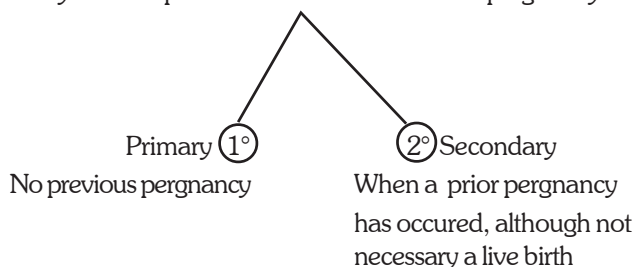 Primary 1° 2° Secondary
No previous pergnancy When a prior pergnancy
has occured, although not
necessary a live birth